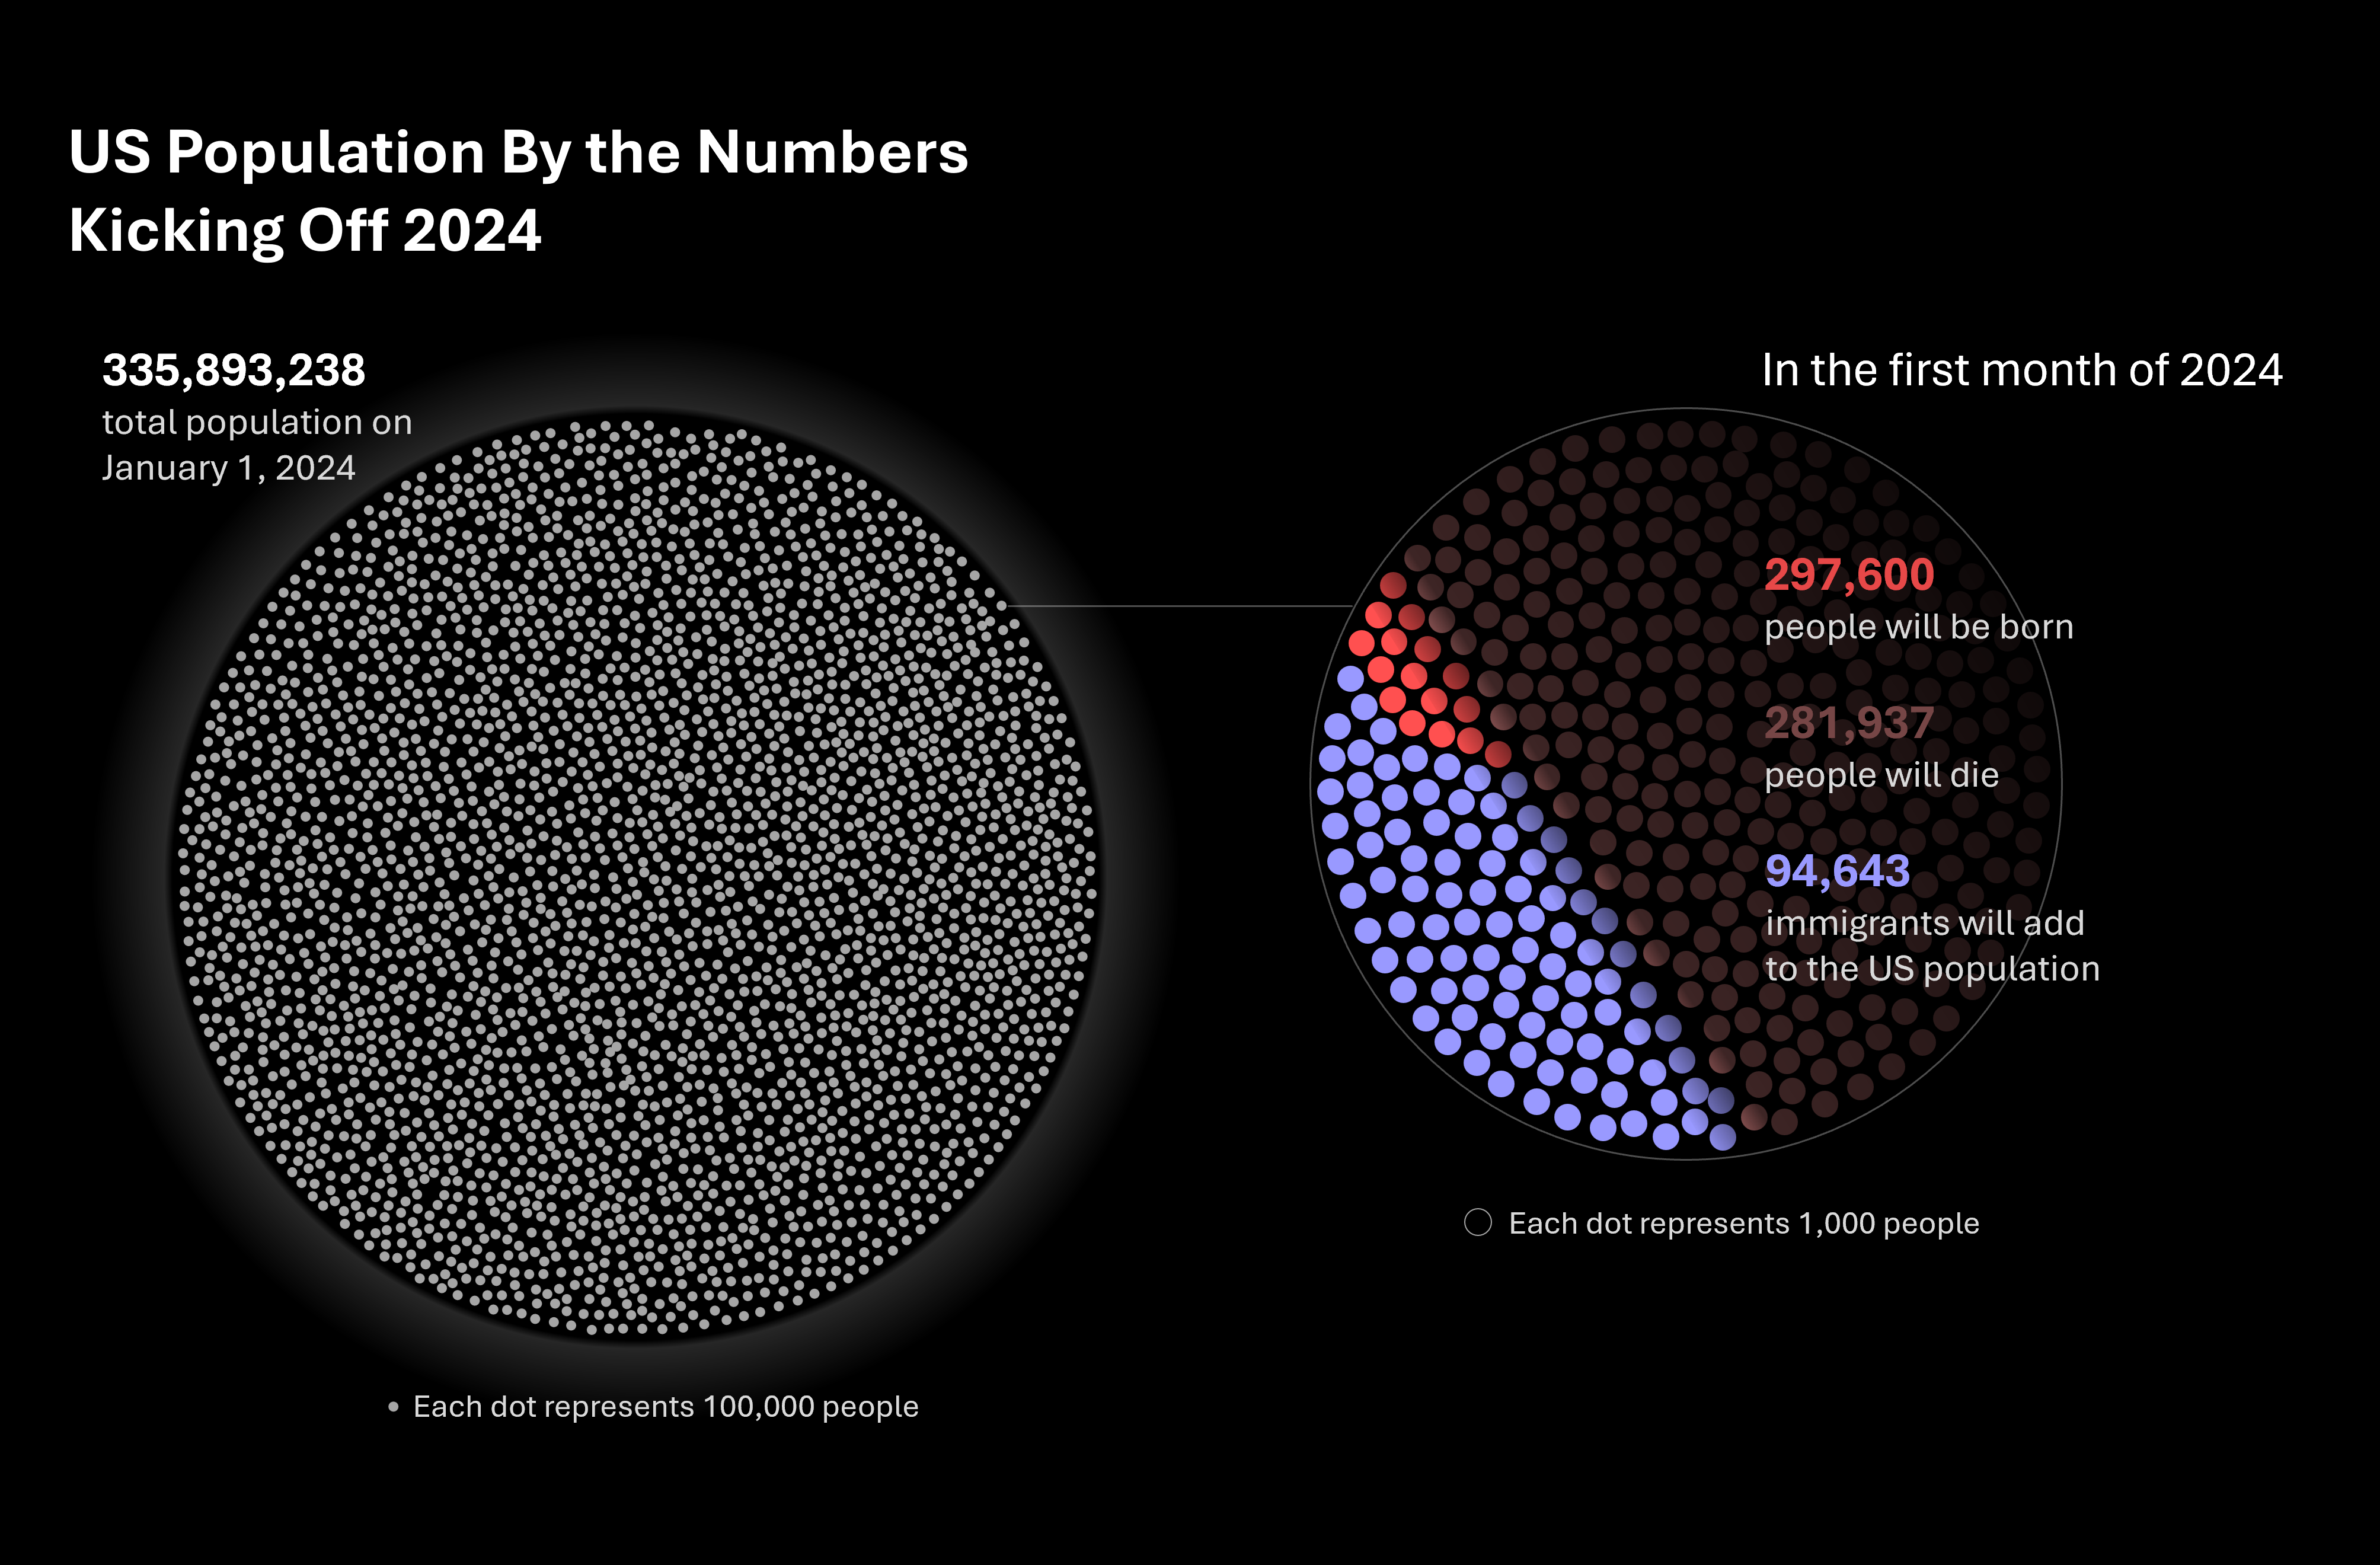 US Population By the Numbers
Kicking Off 2024
335,893,238
total population on
January 1, 2024
Each dot represents 100,000 people
In the first month of 2024
297,600
people will be born
281,937
people will die
94,643
immigrants will add
to the US population
Each dot represents 1,000 people